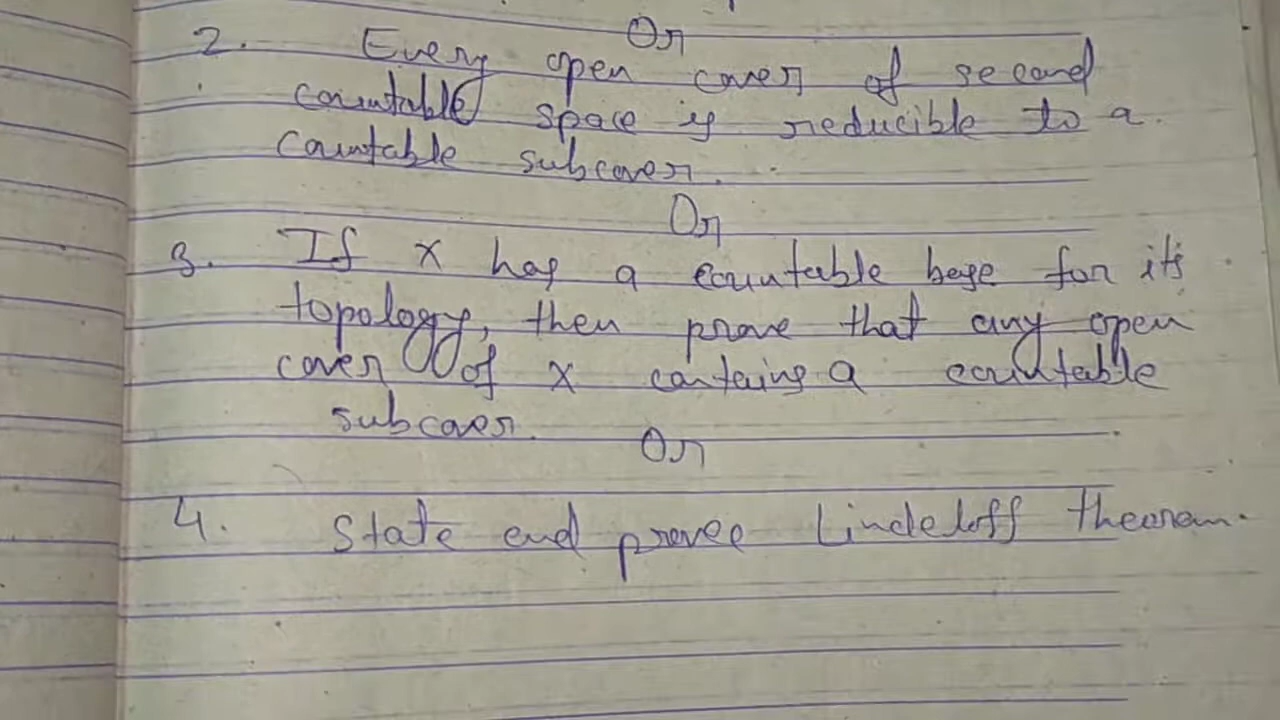 Or
2. Every open cover of second
countable space is reducible to a
countable subcover.
Or
3. If x has a countable base for its
topology, then prove that any open
cover of x contains a countable
subcover.
Or
4. State and provee Lindeloff theorem.